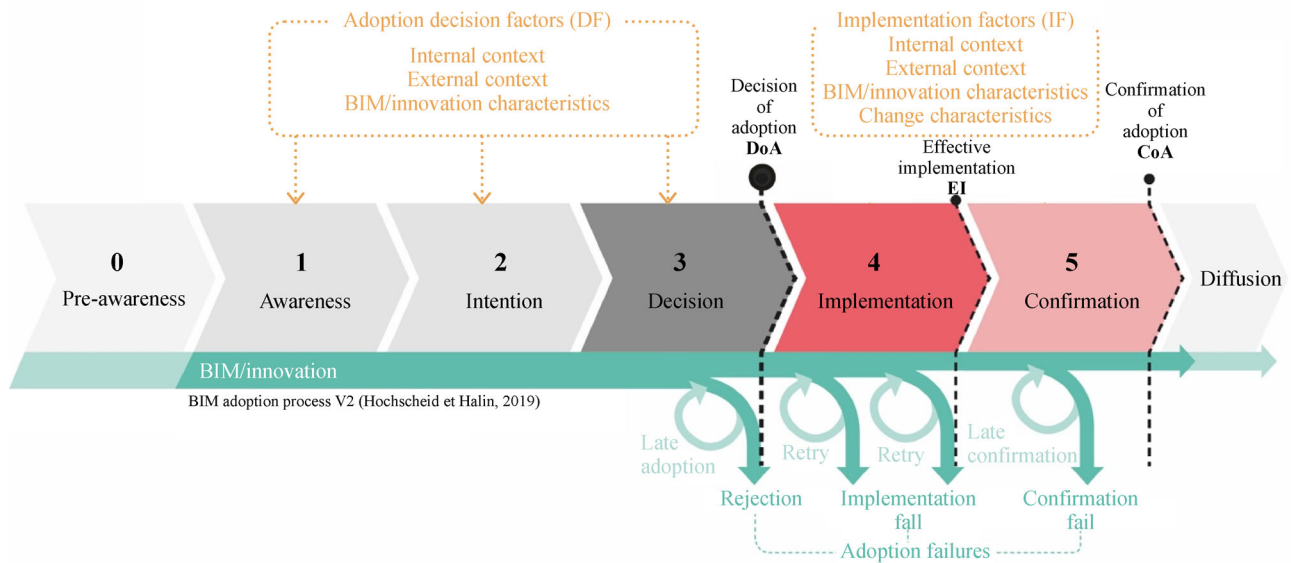 Adoption decision factors (DF)
Internal context
External context
BIM/innovation characteristics
Implementation factors (IF)
Internal context
External context
BIM/innovation characteristics
Change characteristics
Decision
of
adoption
DoA
Effective
implementation
EI
Confirmation
of
adoption
CoA
0
Pre-awareness
1
Awareness
2
Intention
3
Decision
4
Implementation
5
Confirmation
Diffusion
BIM/innovation
BIM adoption process V2 (Hochscheid et Halin, 2019)
Late
adoption
Retry
Retry
Late
confirmation
Rejection
Implementation
fall
Confirmation
fail
Adoption failures